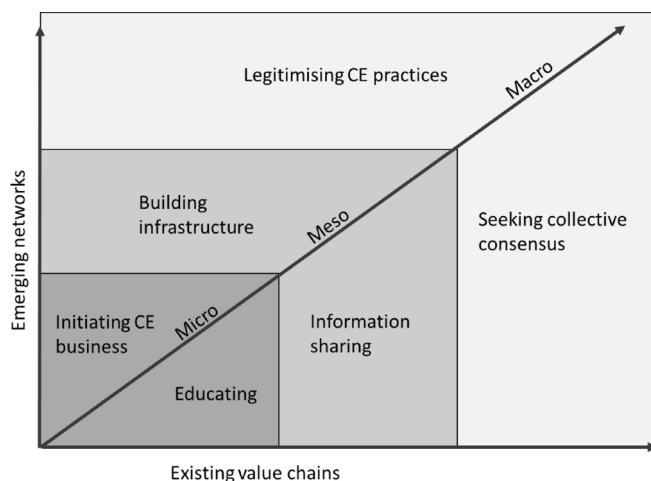 Legitimising CE practices
Macro
Building
infrastructure
Meso
Seeking collective
consensus
Emerging networks
Initiating CE
business
Micro
Information
sharing
Educating
Existing value chains